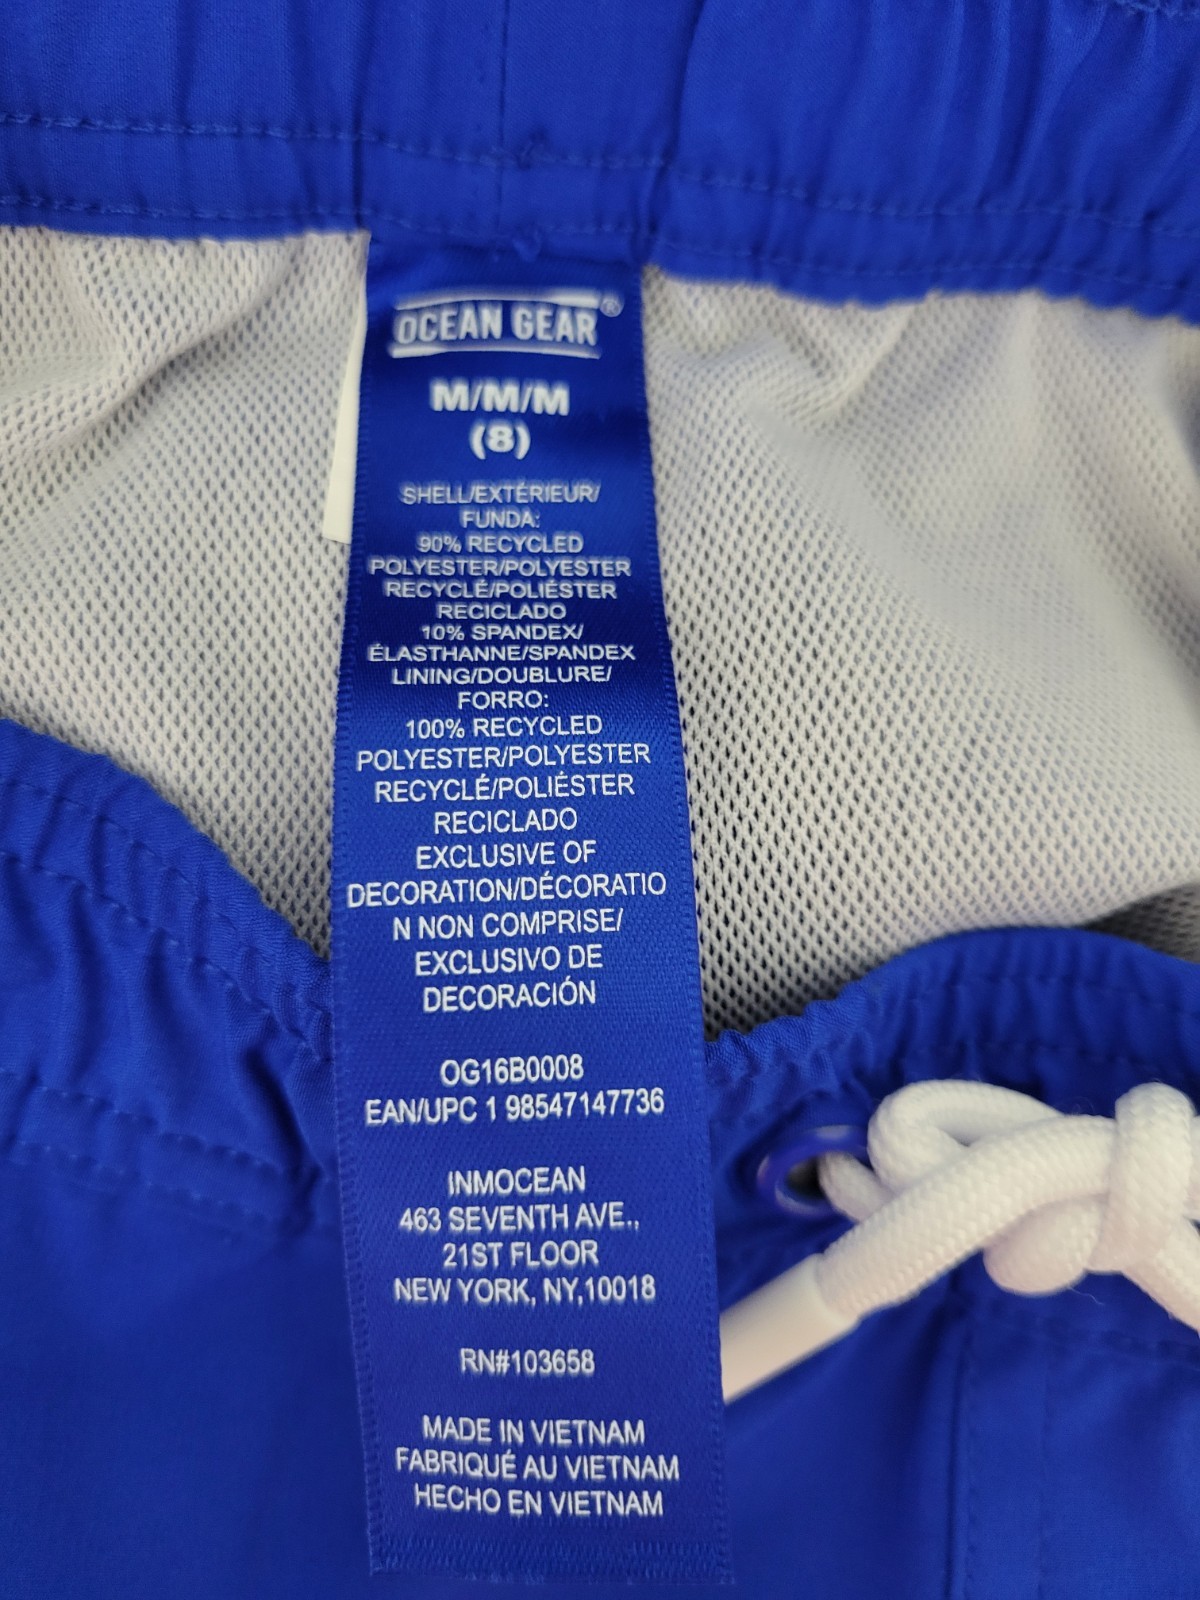 OCEAN GEAR®
M/M/M
(8)
SHELL/EXTÉRIEUR/
FUNDA:
90% RECYCLED
POLYESTER/POLYESTER
RECYCLÉ/POLIÉSTER
RECICLADO
10% SPANDEX/
ÉLASTHANNE/SPANDEX
LINING/DOUBLURE/
FORRO:
100% RECYCLED
POLYESTER/POLYESTER
RECYCLÉ/POLIÉSTER
RECICLADO
EXCLUSIVE OF
DECORATION/DÉCORATIO
N NON COMPRISE/
EXCLUSIVO DE
DECORACIÓN
OG16B0008
EAN/UPC 1 98547147736
INMOCEAN
463 SEVENTH AVE.,
21ST FLOOR
NEW YORK, NY,10018
RN#103658
MADE IN VIETNAM
FABRIQUÉ AU VIETNAM
HECHO EN VIETNAM